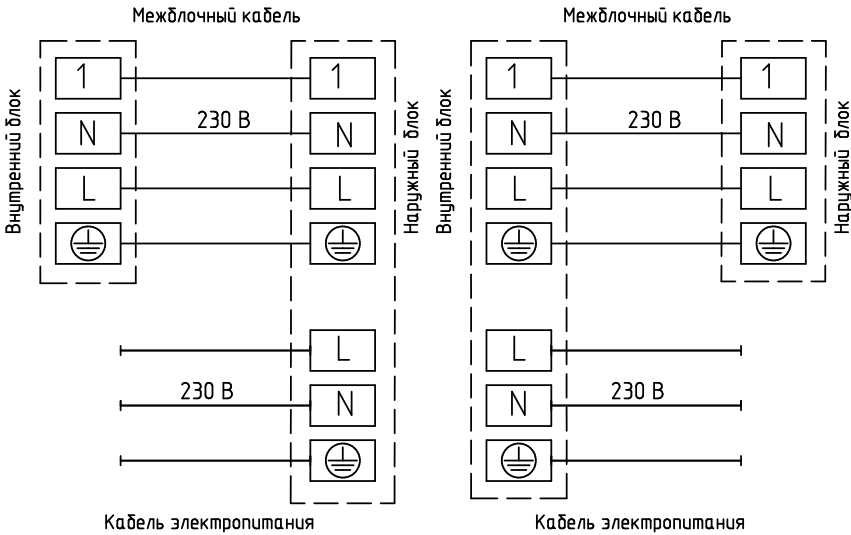 Межблочный кабель
Внутренний блок
1
1
N
230 В
N
L
L
Наружный блок
L
230 В
N
Кабель электропитания
Межблочный кабель
Внутренний блок
1
1
N
230 В
N
L
L
Наружный блок
L
N
230 В
Кабель электропитания